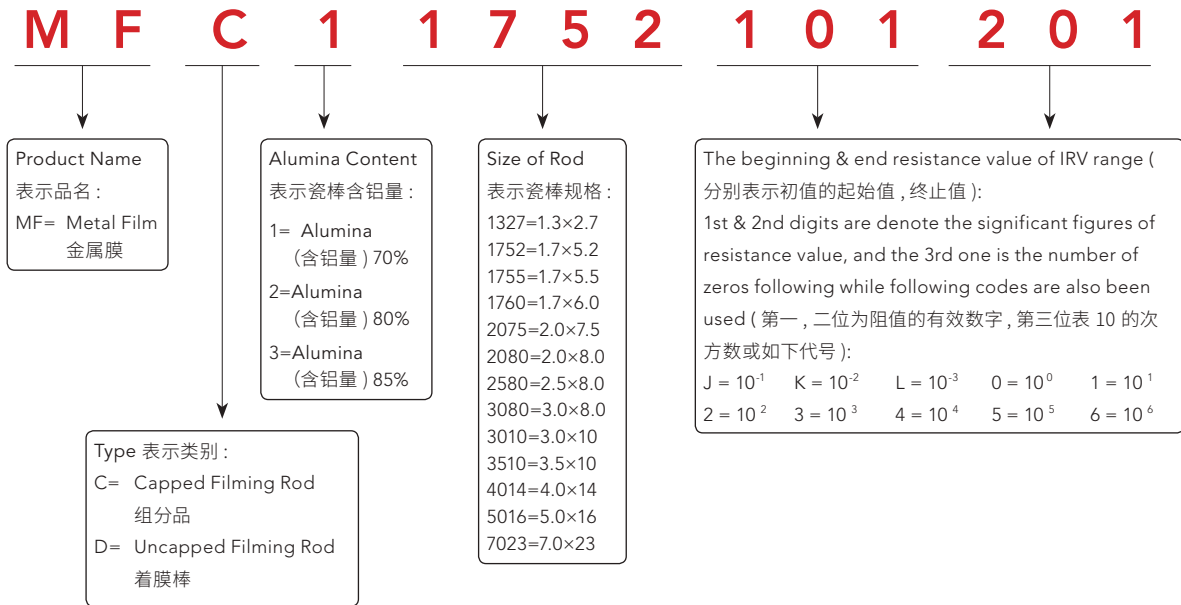 M F C 1 1 7 5 2 1 0 1 2 0 1
Product Name
表示品名 :
MF= Metal Film
金属膜
Type 表示类别 :
C= Capped Filming Rod
组分品
D= Uncapped Filming Rod
着膜棒
Alumina Content
表示瓷棒含铝量 :
1= Alumina
(含铝量 ) 70%
2=Alumina
(含铝量 ) 80%
3=Alumina
(含铝量 ) 85%
Size of Rod
表示瓷棒规格 :
1327=1.3×2.7
1752=1.7×5.2
1755=1.7×5.5
1760=1.7×6.0
2075=2.0×7.5
2080=2.0×8.0
2580=2.5×8.0
3080=3.0×8.0
3010=3.0×10
3510=3.5×10
4014=4.0×14
5016=5.0×16
7023=7.0×23
The beginning & end resistance value of IRV range (
分别表示初值的起始值 , 终止值 ):
1st & 2nd digits are denote the significant figures of
resistance value, and the 3rd one is the number of
zeros following while following codes are also been
used ( 第一 , 二位为阻值的有效数字 , 第三位表 10 的次
方数或如下代号 ):
J = 10⁻¹ K = 10⁻² L = 10⁻³ 0 = 10⁰ 1 = 10¹
2 = 10² 3 = 10³ 4 = 10⁴ 5 = 10⁵ 6 = 10⁶